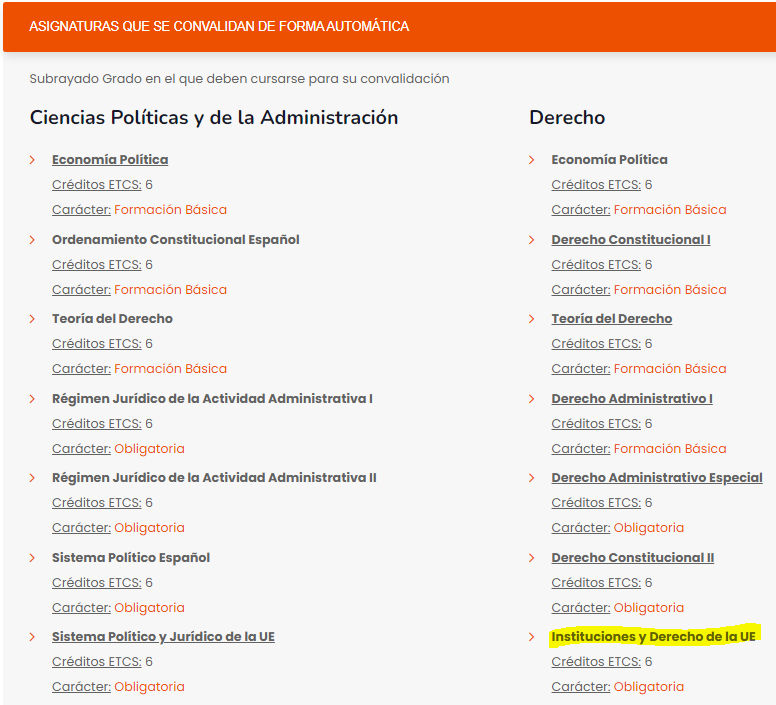 ASIGNATURAS QUE SE CONVALIDAN DE FORMA AUTOMÁTICA
Subrayado Grado en el que deben cursarse para su convalidación
Ciencias Políticas y de la Administración
Economía Política
Créditos ETCS: 6
Carácter: Formación Básica
Ordenamiento Constitucional Español
Créditos ETCS: 6
Carácter: Formación Básica
Teoría del Derecho
Créditos ETCS: 6
Carácter: Formación Básica
Régimen Jurídico de la Actividad Administrativa I
Créditos ETCS: 6
Carácter: Obligatoria
Régimen Jurídico de la Actividad Administrativa II
Créditos ETCS: 6
Carácter: Obligatoria
Sistema Político Español
Créditos ETCS: 6
Carácter: Obligatoria
Sistema Político y Jurídico de la UE
Créditos ETCS: 6
Carácter: Obligatoria
Derecho
Economía Política
Créditos ETCS: 6
Carácter: Formación Básica
Derecho Constitucional I
Créditos ETCS: 6
Carácter: Formación Básica
Teoría del Derecho
Créditos ETCS: 6
Carácter: Formación Básica
Derecho Administrativo I
Créditos ETCS: 6
Carácter: Formación Básica
Derecho Administrativo Especial
Créditos ETCS: 6
Carácter: Obligatoria
Derecho Constitucional II
Créditos ETCS: 6
Carácter: Obligatoria
Instituciones y Derecho de la UE
Créditos ETCS: 6
Carácter: Obligatoria